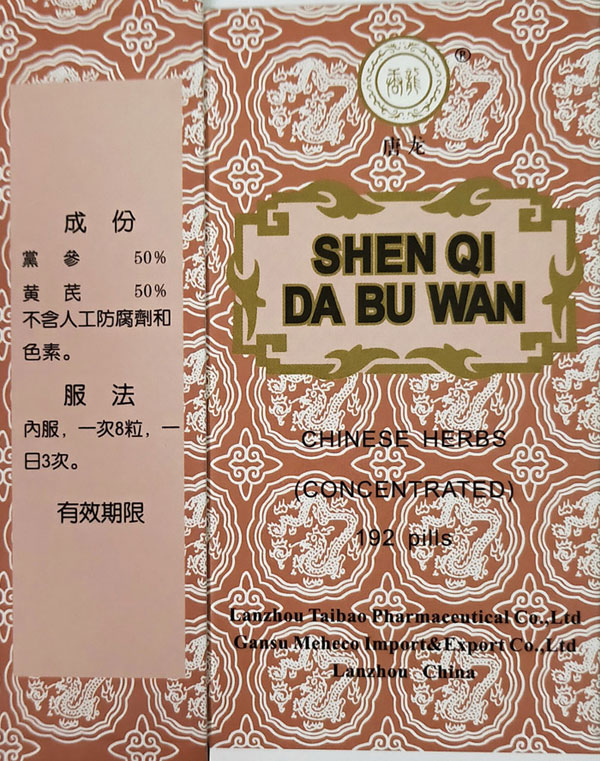 成 份
黨 參 50%
黄 芪 50%
不含人工防腐劑和
色素。
服 法
內服，一次8粒，一
日3次。
有效期限
®
唐 龙
SHEN QI
DA BU WAN
CHINESE HERBS
(CONCENTRATED)
192 pills
Lanzhou Taibao Pharmaceutical Co.,Ltd
Gansu Meheco Import&Export Co.,Ltd
Lanzhou China